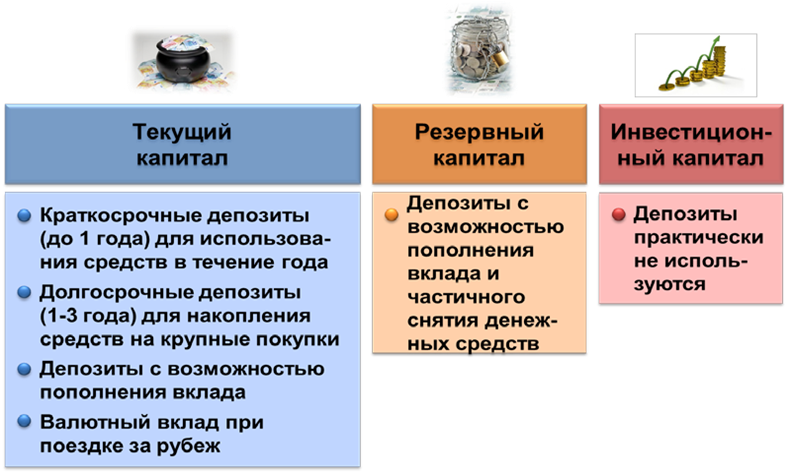 Текущий
капитал
Резервный
капитал
Инвестицион-
ный капитал
Краткосрочные депозиты
(до 1 года) для использова-
ния средств в течение года
Долгосрочные депозиты
(1-3 года) для накопления
средств на крупные покупки
Депозиты с возможностью
пополнения вклада
Валютный вклад при
поездке за рубеж
Депозиты с
возможностью
пополнения
вклада и
частичного
снятия денеж-
ных средств
Депозиты
практически
не исполь-
зуются